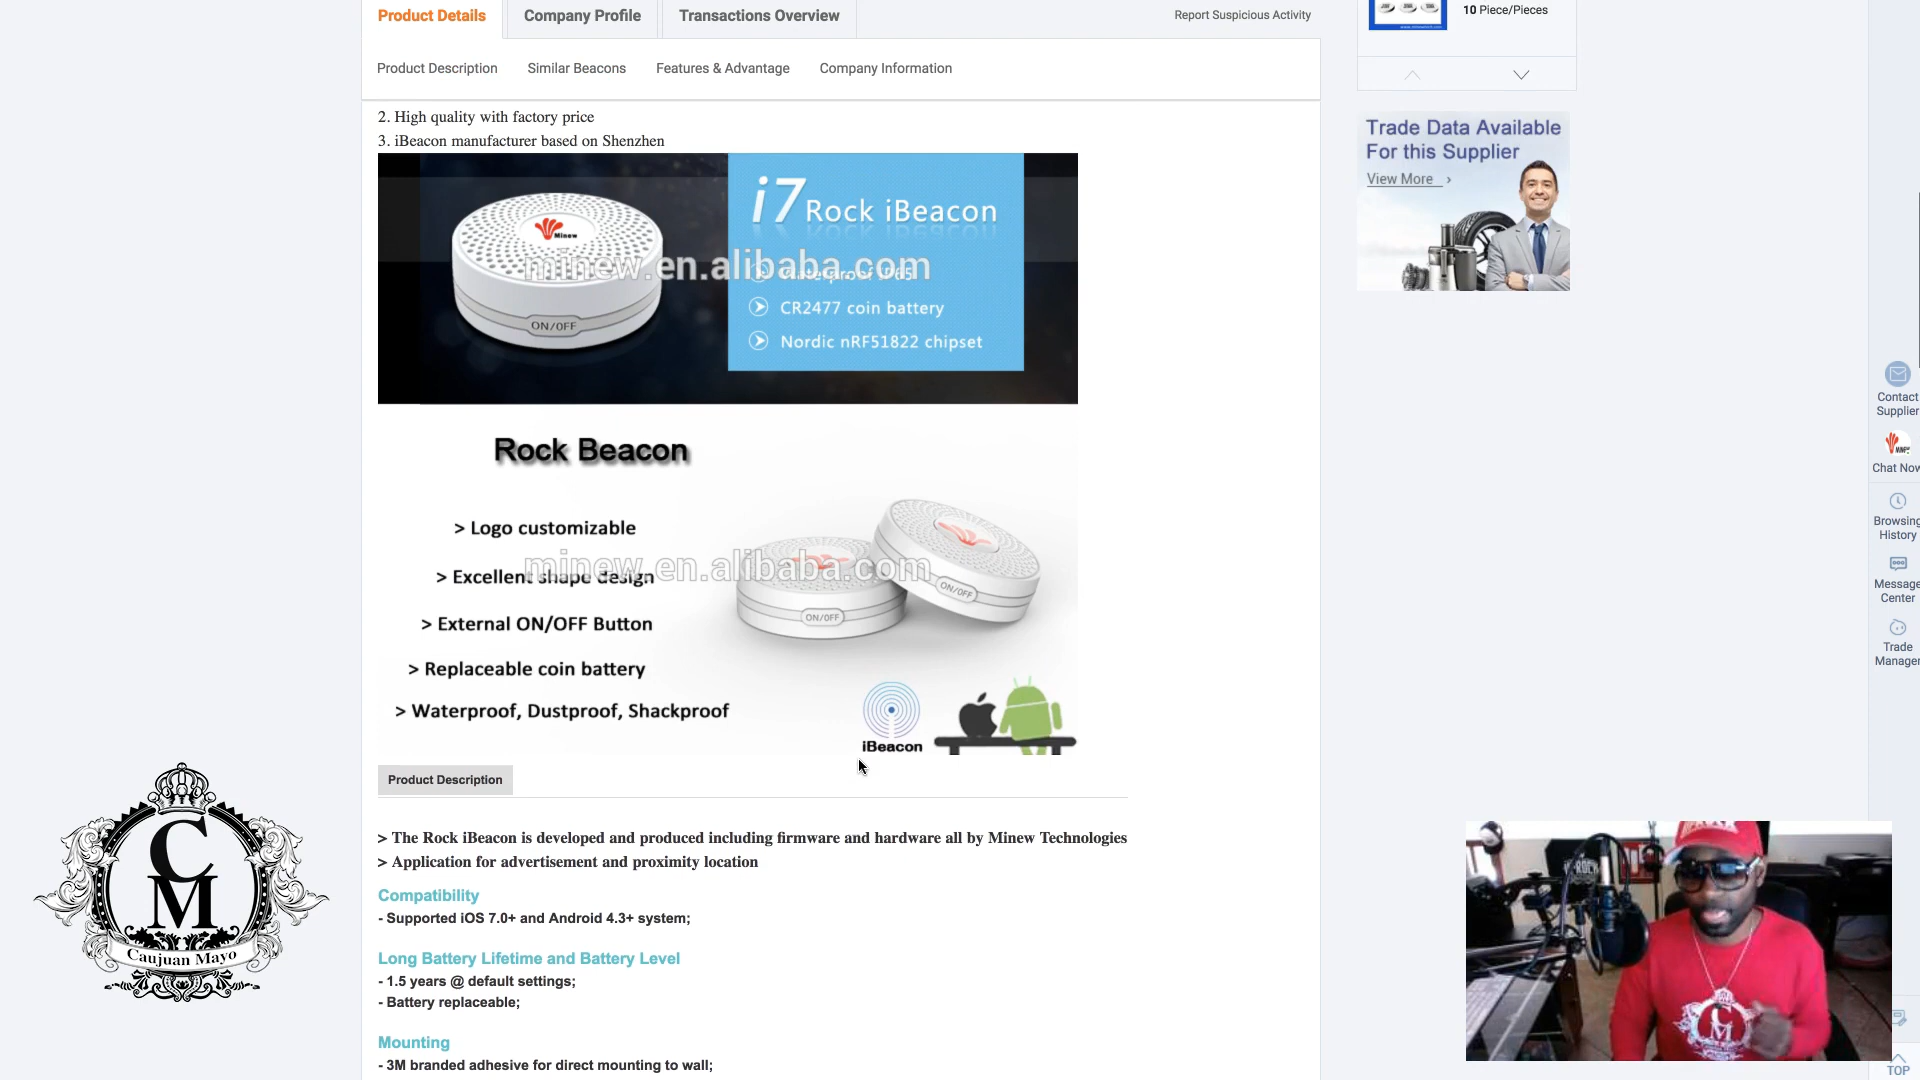 Product Details
Company Profile
Transactions Overview
Report Suspicious Activity
10 Piece/Pieces
Product Description
Similar Beacons
Features & Advantage
Company Information
2. High quality with factory price
3. iBeacon manufacturer based on Shenzhen
Trade Data Available
For this Supplier
View More
i7 Rock iBeacon
Minew
minew.en.alibaba.com
CR2477 coin battery
Nordic nRF51822 chipset
ON/OFF
Rock Beacon
> Logo customizable
minew.en.alibaba.com
> Excellent shape design
> External ON/OFF Button
ON/OFF
ON/OFF
> Replaceable coin battery
> Waterproof, Dustproof, Shackproof
iBeacon
Contact
Supplier
Chat Now
Browsing
History
Message
Center
Trade
Manager
Product Description
> The Rock iBeacon is developed and produced including firmware and hardware all by Minew Technologies
> Application for advertisement and proximity location
Compatibility
- Supported iOS 7.0+ and Android 4.3+ system;
Long Battery Lifetime and Battery Level
- 1.5 years @ default settings;
- Battery replaceable;
Mounting
- 3M branded adhesive for direct mounting to wall;
CM
Caujuan Mayo
CM
TOP